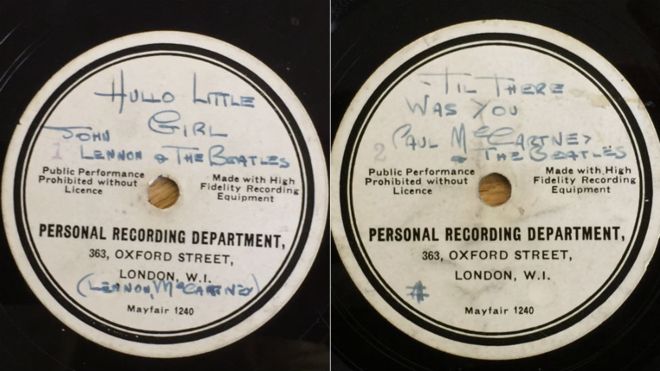 HULLO LITTLE
GIRL
JOHN
1 LENNON & THE BEATLES
Public Performance
Prohibited without
Licence
Made with High
Fidelity Recording
Equipment
PERSONAL RECORDING DEPARTMENT,
363, OXFORD STREET,
LONDON, W.I.
(LENNON, McCARTNEY)
Mayfair 1240
'TIL THERE
WAS YOU
2 PAUL McCARTNEY
& THE BEATLES
Public Performance
Prohibited without
Licence
Made with High
Fidelity Recording
Equipment
PERSONAL RECORDING DEPARTMENT,
363, OXFORD STREET,
LONDON, W.I.
Mayfair 1240